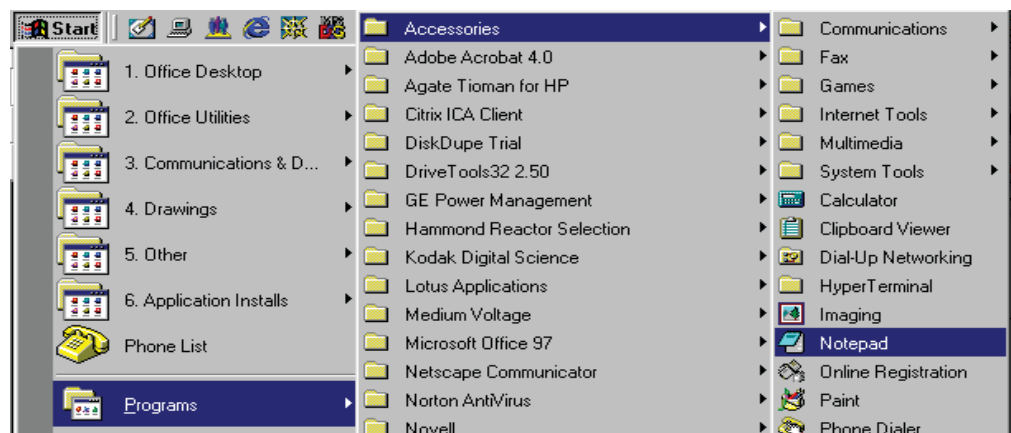 Start
1. Office Desktop
2. Office Utilities
3. Communications & D...
4. Drawings
5. Other
6. Application Installs
Phone List
Programs
Accessories
Adobe Acrobat 4.0
Agate Tioman for HP
Citrix ICA Client
DiskDupe Trial
DriveTools32 2.50
GE Power Management
Hammond Reactor Selection
Kodak Digital Science
Lotus Applications
Medium Voltage
Microsoft Office 97
Netscape Communicator
Norton AntiVirus
Novell
Communications
Fax
Games
Internet Tools
Multimedia
System Tools
Calculator
Clipboard Viewer
Dial-Up Networking
HyperTerminal
Imaging
Notepad
Online Registration
Paint
Phone Dialer